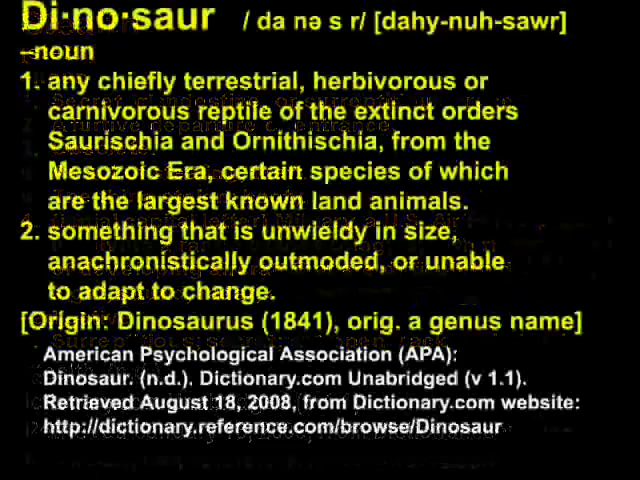 Di·no·saur / da nə s r/ [dahy-nuh-sawr]
–noun
1. any chiefly terrestrial, herbivorous or
carnivorous reptile of the extinct orders
Saurischia and Ornithischia, from the
Mesozoic Era, certain species of which
are the largest known land animals.
2. something that is unwieldy in size,
anachronistically outmoded, or unable
to adapt to change.
[Origin: Dinosaurus (1841), orig. a genus name]
American Psychological Association (APA):
Dinosaur. (n.d.). Dictionary.com Unabridged (v 1.1).
Retrieved August 18, 2008, from Dictionary.com website:
http://dictionary.reference.com/browse/Dinosaur